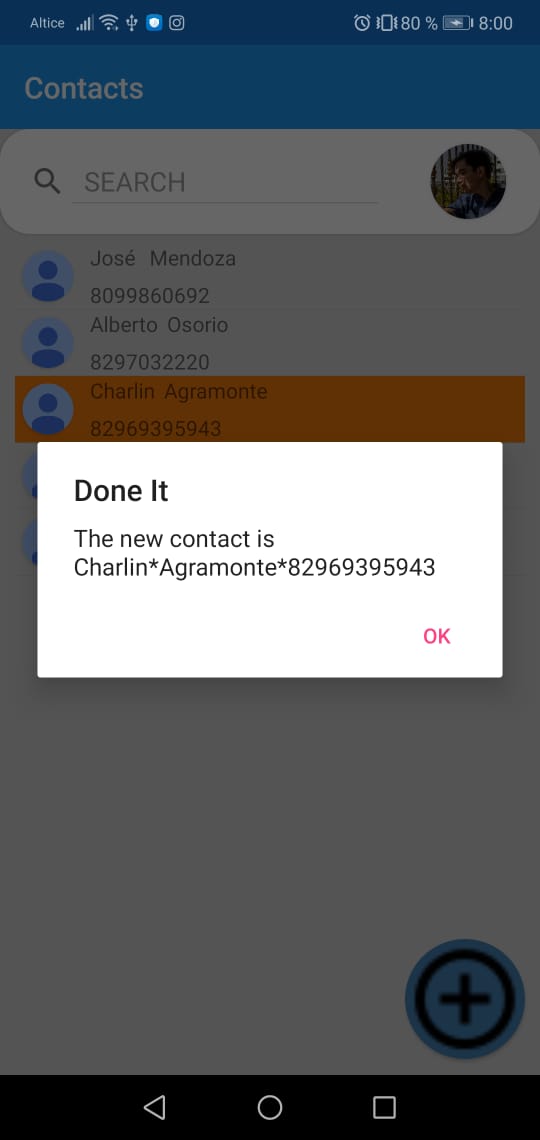 Altice 80 % 8:00
Contacts
SEARCH
José Mendoza
8099860692
Alberto Osorio
8297032220
Charlin Agramonte
82969395943
Done It
The new contact is
Charlin*Agramonte*82969395943
OK